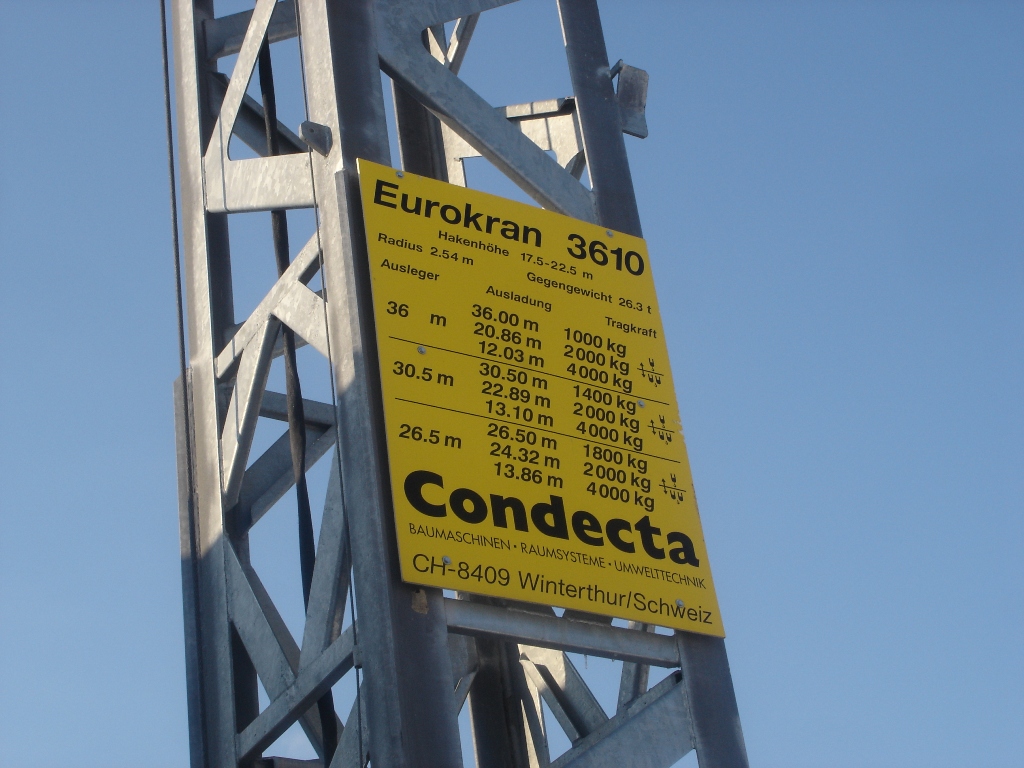 Eurokran 3610
Hakenhöhe 17.5-22.5 m
Radius 2.54 m Gegengewicht 26.3 t
Ausleger Ausladung Tragkraft
36 m 36.00 m 1000 kg
20.86 m 2000 kg
12.03 m 4000 kg
30.5 m 30.50 m 1400 kg
22.89 m 2000 kg
13.10 m 4000 kg
26.5 m 26.50 m 1800 kg
24.32 m 2000 kg
13.86 m 4000 kg
Condecta
BAUMASCHINEN · RAUMSYSTEME · UMWELTTECHNIK
CH-8409 Winterthur/Schweiz